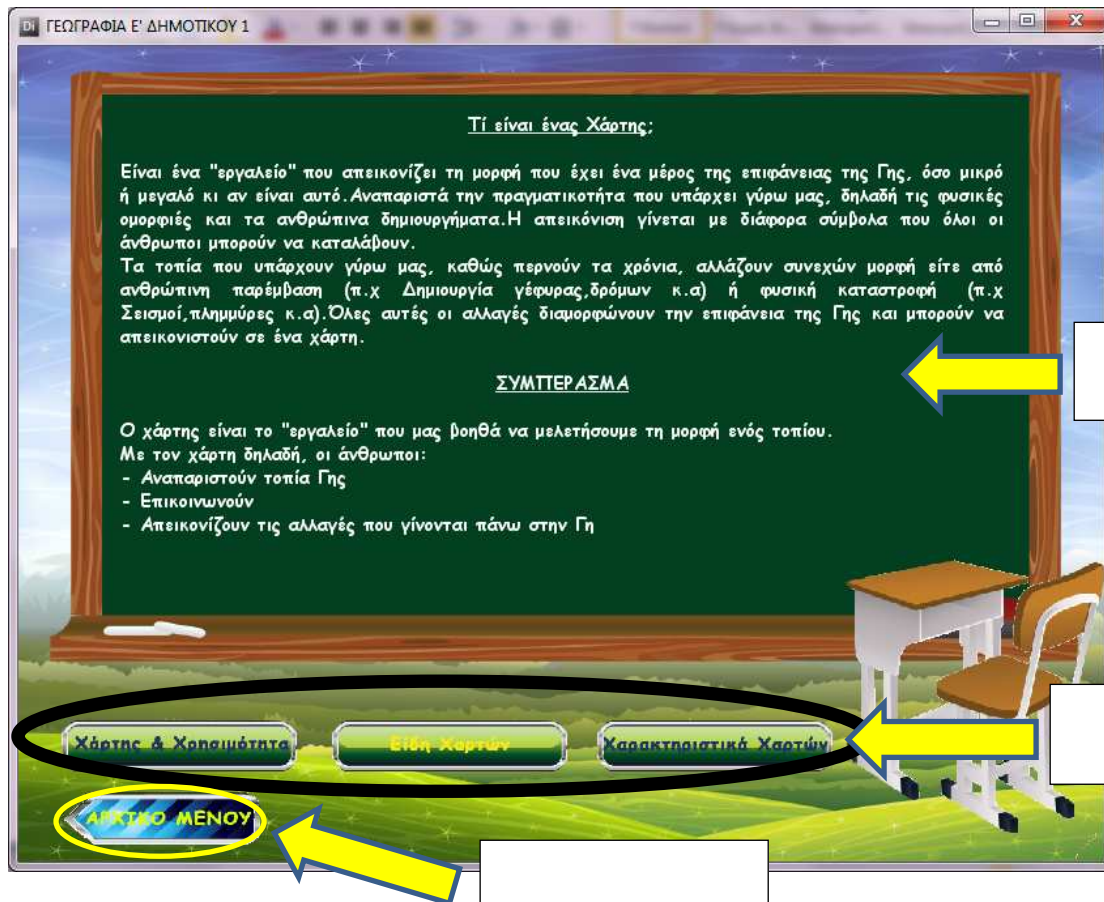 Di ΓΕΩΓΡΑΦΙΑ Ε' ΔΗΜΟΤΙΚΟΥ 1
Τί είναι ένας Χάρτης;
Είναι ένα "εργαλείο" που απεικονίζει τη μορφή που έχει ένα μέρος της επιφάνειας της Γης, όσο μικρό
ή μεγαλό κι αν είναι αυτό.Αναπαριστά την πραγματικοτήτα που υπάρχει γύρω μας, δηλαδή τις φυσικές
ομορφιές και τα ανθρώπινα δημιουργήματα.Η απεικόνιση γίνεται με διάφορα σύμβολα που όλοι οι
άνθρωποι μπορούν να καταλάβουν.
Τα τοπία που υπάρχουν γύρω μας, καθώς περνούν τα χρόνια, αλλάζουν συνεχών μορφή είτε από
ανθρώπινη παρέμβαση (π.χ Δημιουργία γέφυρας,δρόμων κ.α) ή φυσική καταστροφή (π.χ
Σεισμοί,πλημμύρες κ.α).Όλες αυτές οι αλλαγές διαμορφώνουν την επιφάνεια της Γης και μπορούν να
απεικονιστούν σε ένα χάρτη.
ΣΥΜΠΕΡΑΣΜΑ
Ο χάρτης είναι το "εργαλείο" που μας βοηθά να μελετήσουμε τη μορφή ενός τοπίου.
Με τον χάρτη δηλαδή, οι άνθρωποι:
- Αναπαριστούν τοπία Γης
- Επικοινωνούν
- Απεικονίζουν τις αλλαγές που γίνονται πάνω στην Γη
Χάρτης & Χρησιμότητα Είδη Χαρτών Χαρακτηριστικά Χαρτών
ΑΡΧΙΚΟ ΜΕΝΟΥ